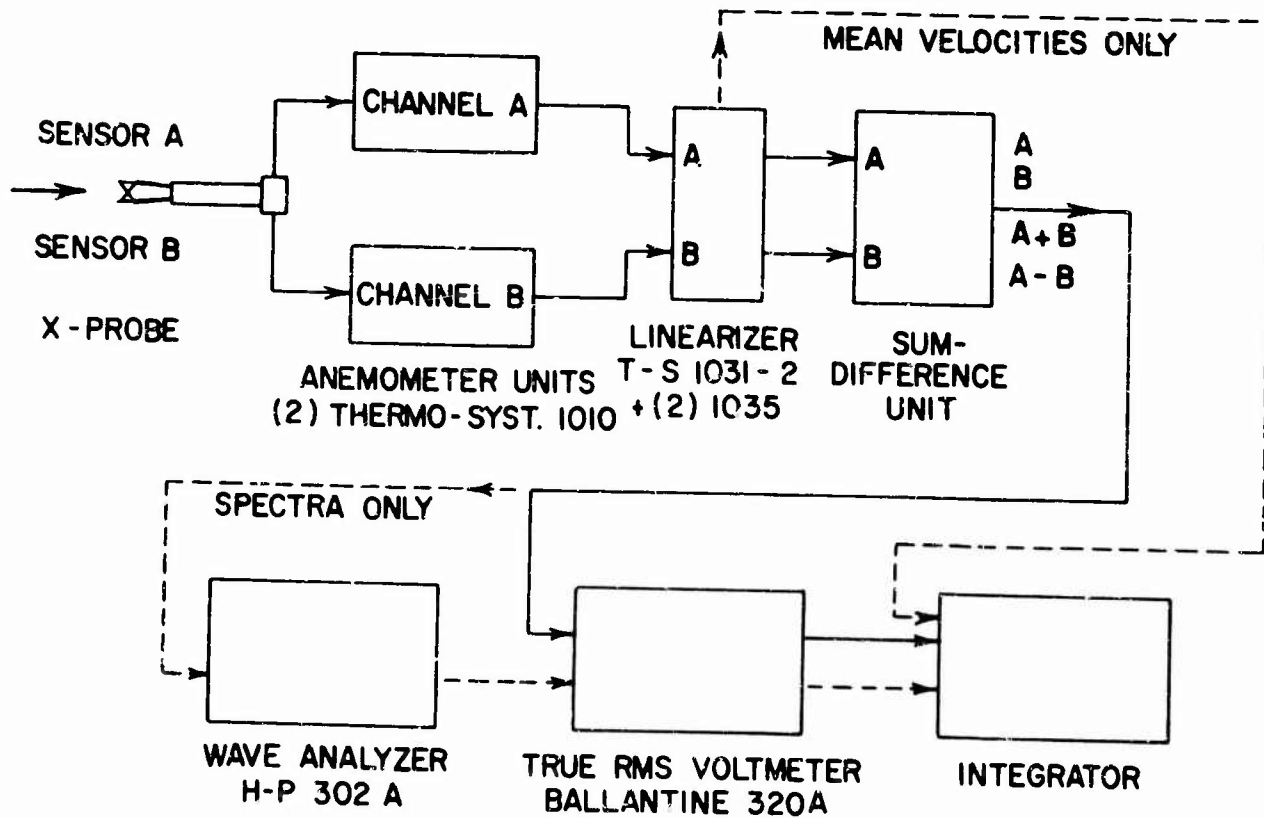 MEAN VELOCITIES ONLY
CHANNEL A
SENSOR A
A
A
A
B
SENSOR B
A + B
B
B
A - B
CHANNEL B
X - PROBE
LINEARIZER
T - S 1031 - 2
+ (2) 1035
SUM-
DIFFERENCE
UNIT
ANEMOMETER UNITS
(2) THERMO - SYST. 1010
SPECTRA ONLY
WAVE ANALYZER
H-P 302 A
TRUE RMS VOLTMETER
BALLANTINE 320A
INTEGRATOR